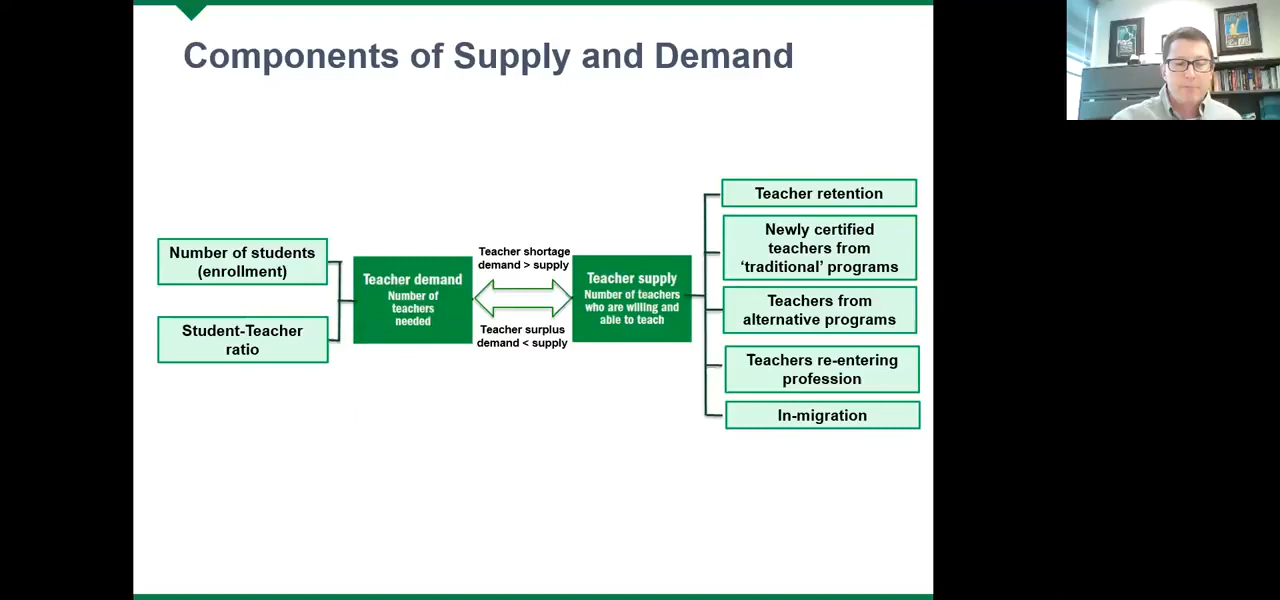 Components of Supply and Demand
Number of students
(enrollment)
Student-Teacher
ratio
Teacher demand
Number of
teachers
needed
Teacher shortage
demand > supply
Teacher surplus
demand < supply
Teacher supply
Number of teachers
who are willing and
able to teach
Teacher retention
Newly certified
teachers from
‘traditional’ programs
Teachers from
alternative programs
Teachers re-entering
profession
In-migration